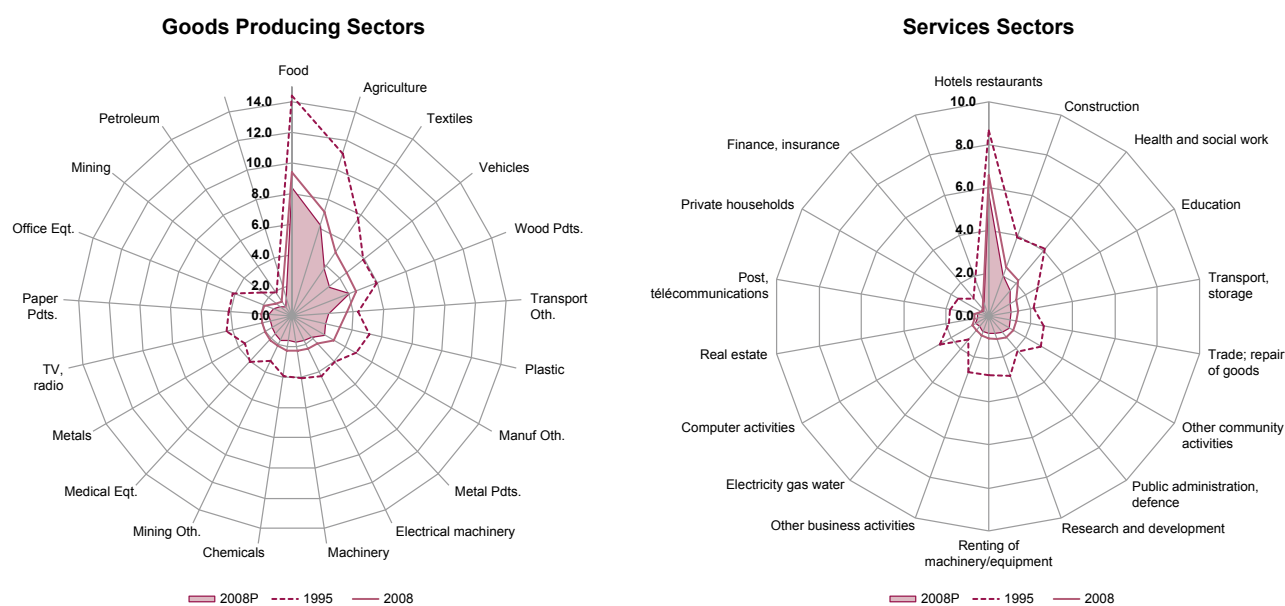 Goods Producing Sectors
Food
Agriculture
Textiles
Vehicles
Wood Pdts.
Transport
Oth.
Plastic
Manuf Oth.
Metal Pdts.
Electrical machinery
Machinery
Chemicals
Mining Oth.
Medical Eqt.
Metals
TV,
radio
Paper
Pdts.
Office Eqt.
Mining
Petroleum
14.0
12.0
10.0
8.0
6.0
4.0
2.0
0.0
2008P
1995
2008
Services Sectors
Hotels restaurants
Construction
Health and social work
Education
Transport,
storage
Trade; repair
of goods
Other community
activities
Public administration,
defence
Research and development
Renting of
machinery/equipment
Other business activities
Electricity gas water
Computer activities
Real estate
Post,
télécommunications
Private households
Finance, insurance
10.0
8.0
6.0
4.0
2.0
0.0
2008P
1995
2008